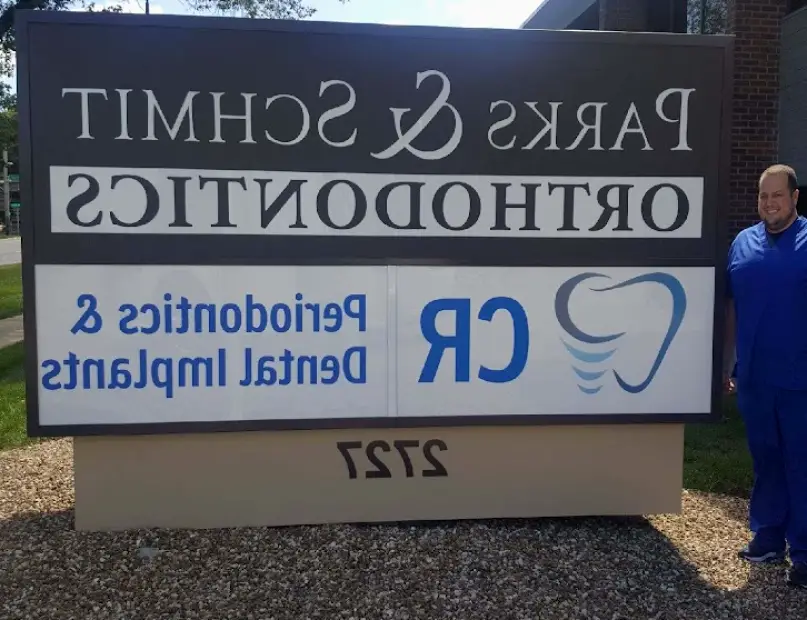 PARKS & SCHMIT
ORTHODONTICS
CR
Periodontics &
Dental Implants
2727